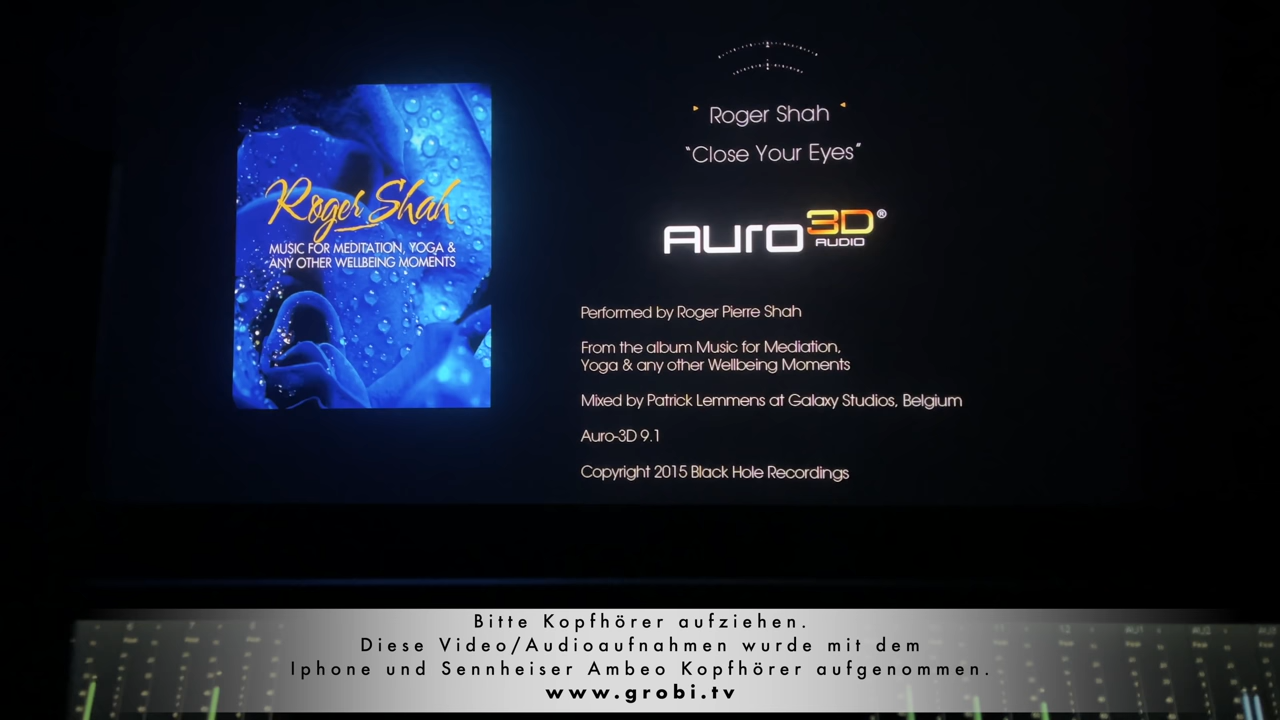 Roger Shah
MUSIC FOR MEDITATION, YOGA &
ANY OTHER WELLBEING MOMENTS
Roger Shah
"Close Your Eyes"
AURO 3D®
AUDIO
Performed by Roger Pierre Shah
From the album Music for Mediation,
Yoga & any other Wellbeing Moments
Mixed by Patrick Lemmens at Galaxy Studios, Belgium
Auro-3D 9.1
Copyright 2015 Black Hole Recordings
Bitte Kopfhörer aufziehen.
Diese Video/Audioaufnahmen wurde mit dem
Iphone und Sennheiser Ambeo Kopfhörer aufgenommen.
www.grobi.tv